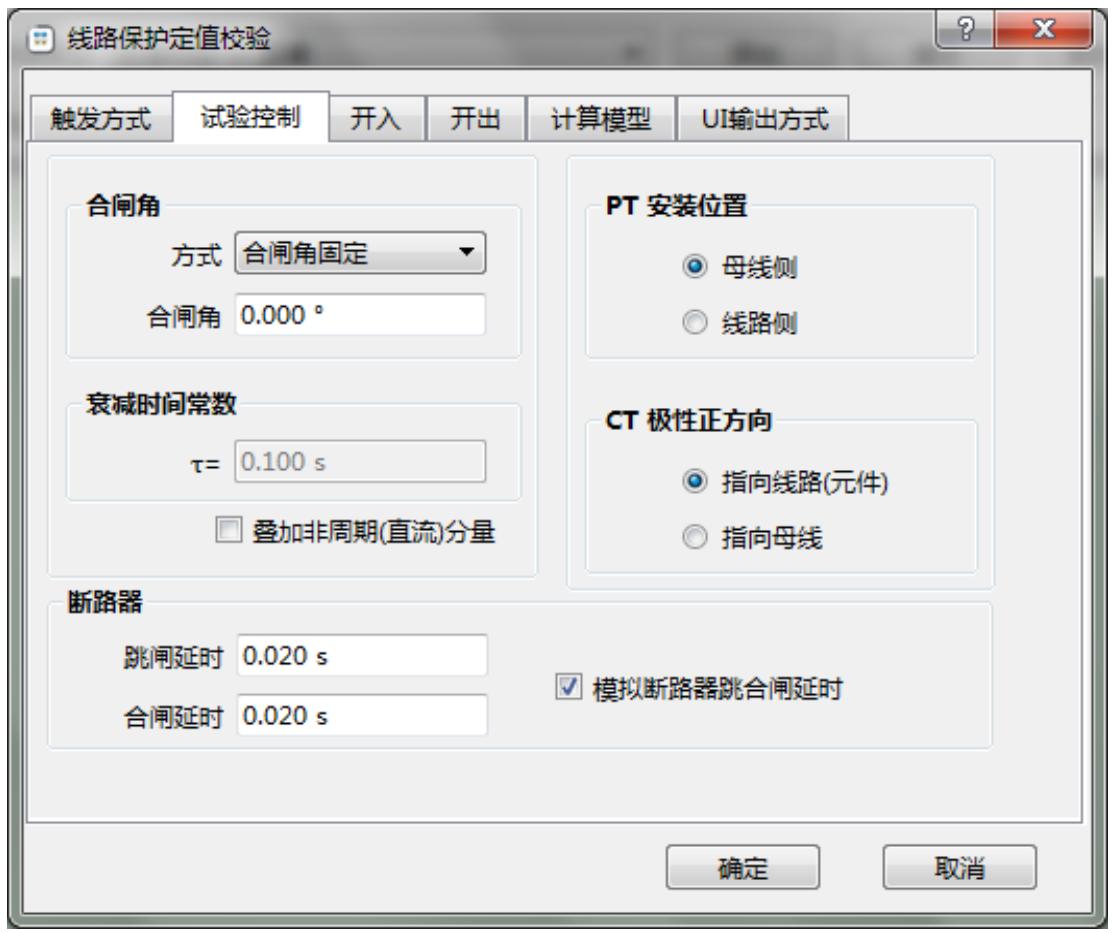 线路保护定值校验
?
触发方式 试验控制 开入 开出 计算模型 UI输出方式
合闸角
方式 合闸角固定
合闸角 0.000 °
衰减时间常数
τ= 0.100 s
叠加非周期(直流)分量
PT 安装位置
母线侧
线路侧
CT 极性正方向
指向线路(元件)
指向母线
断路器
跳闸延时 0.020 s
合闸延时 0.020 s
模拟断路器跳合闸延时
确定 取消